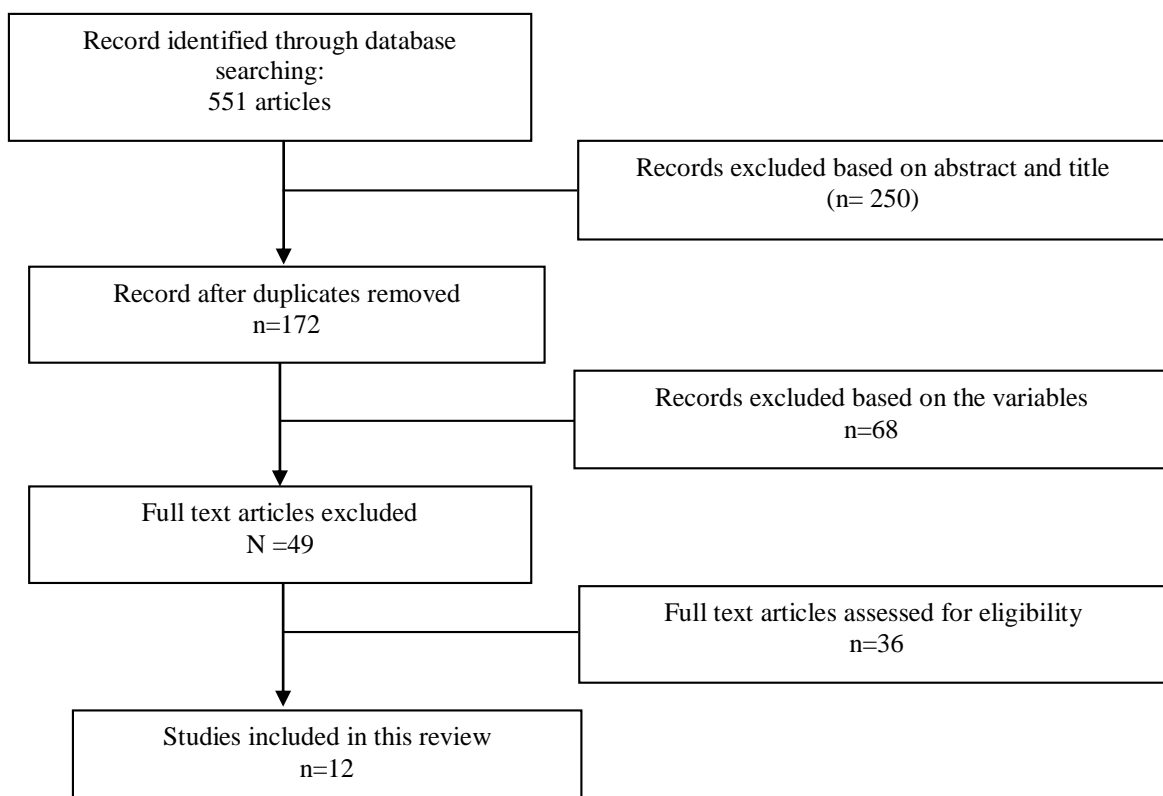 Record identified through database
searching:
551 articles
Records excluded based on abstract and title
(n= 250)
Record after duplicates removed
n=172
Records excluded based on the variables
n=68
Full text articles excluded
N =49
Full text articles assessed for eligibility
n=36
Studies included in this review
n=12